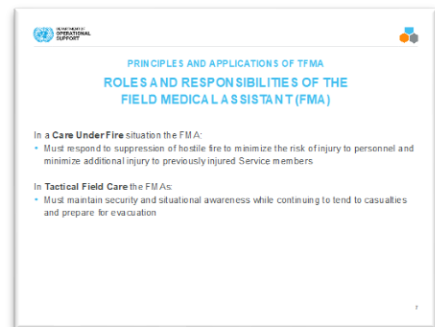 DEPARTMENT OF
OPERATIONAL
SUPPORT
PRINCIPLES AND APPLICATIONS OF TFMA
ROLES AND RESPONSIBILITIES OF THE
FIELD MEDICAL ASSISTANT (FMA)
In a Care Under Fire situation the FMA:
• Must respond to suppression of hostile fire to minimize the risk of injury to personnel and
minimize additional injury to previously injured Service members
In Tactical Field Care the FMAs:
• Must maintain security and situational awareness while continuing to tend to casualties
and prepare for evacuation